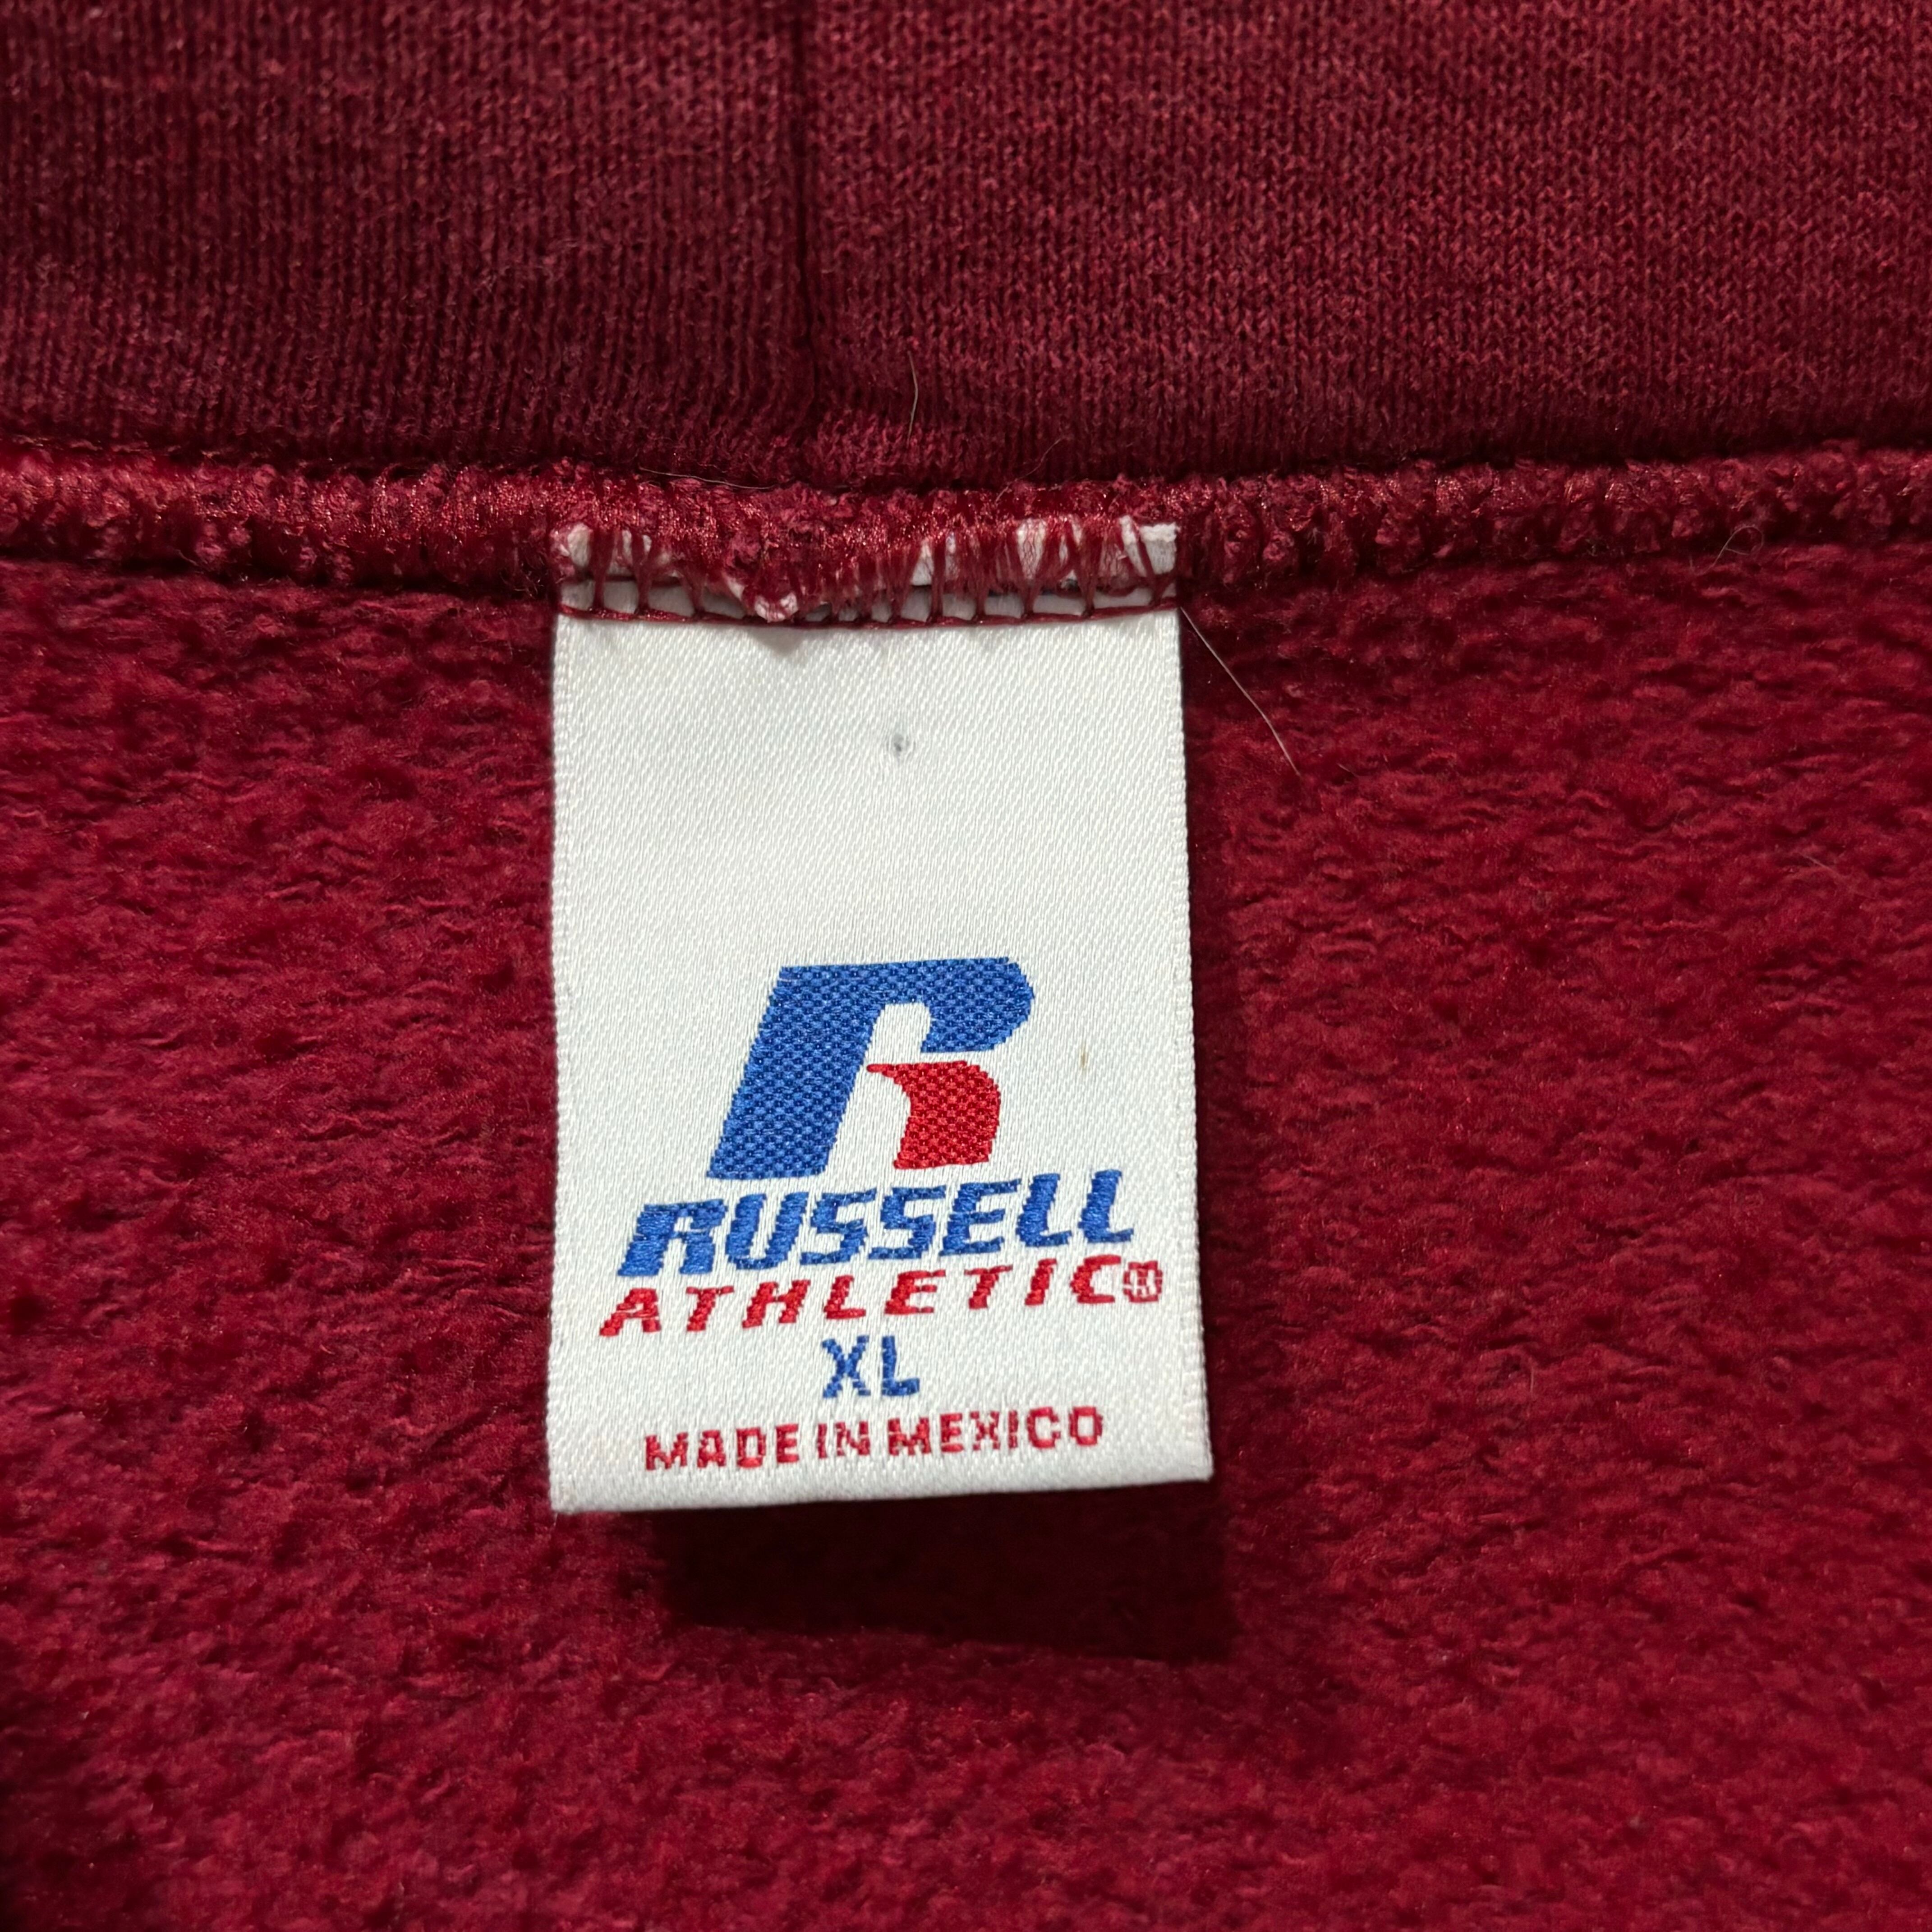 R
RUSSELL
ATHLETIC®
XL
MADE IN MEXICO